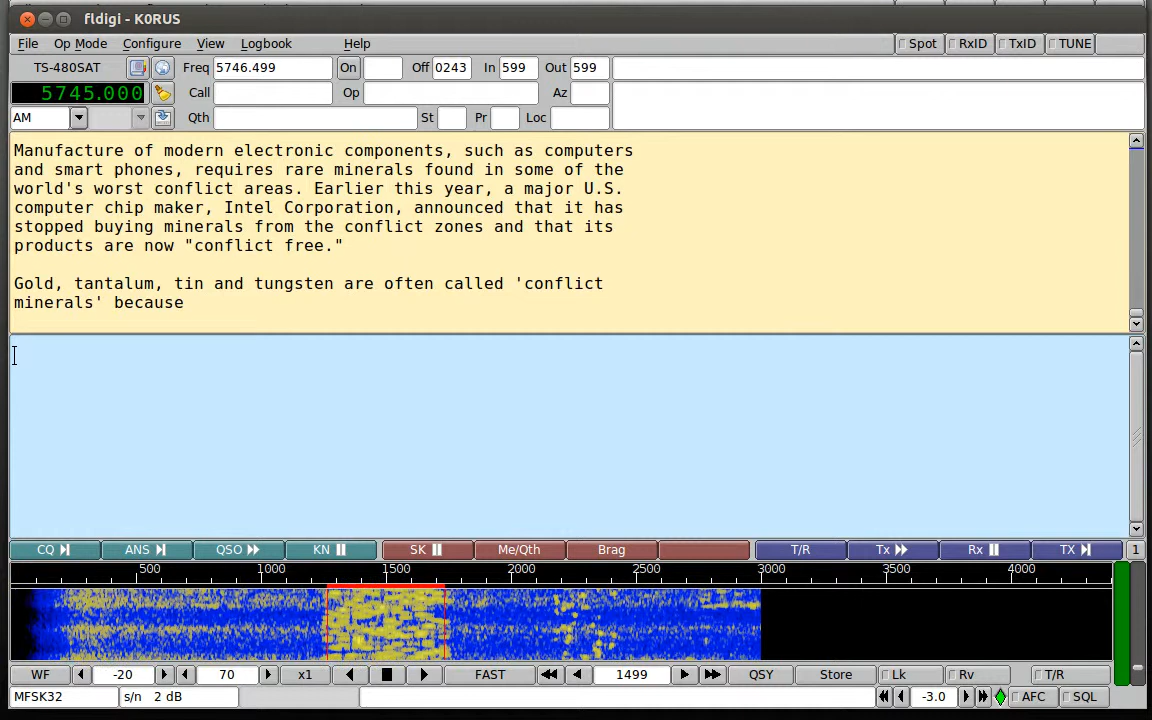 fldigi - K0RUS
File Op Mode Configure View Logbook Help Spot RxID TxID TUNE
TS-480SAT Freq 5746.499 On Off 0243 In 599 Out 599
5745.000 Call Op Az
AM Qth St Pr Loc
Manufacture of modern electronic components, such as computers
and smart phones, requires rare minerals found in some of the
world's worst conflict areas. Earlier this year, a major U.S.
computer chip maker, Intel Corporation, announced that it has
stopped buying minerals from the conflict zones and that its
products are now "conflict free."
Gold, tantalum, tin and tungsten are often called 'conflict
minerals' because
CQ ANS QSO KN SK Me/Qth Brag T/R Tx Rx TX 1
500 1000 1500 2000 2500 3000 3500 4000
WF -20 70 x1 FAST 1499 QSY Store Lk Rv T/R
MFSK32 s/n 2 dB -3.0 AFC SQL